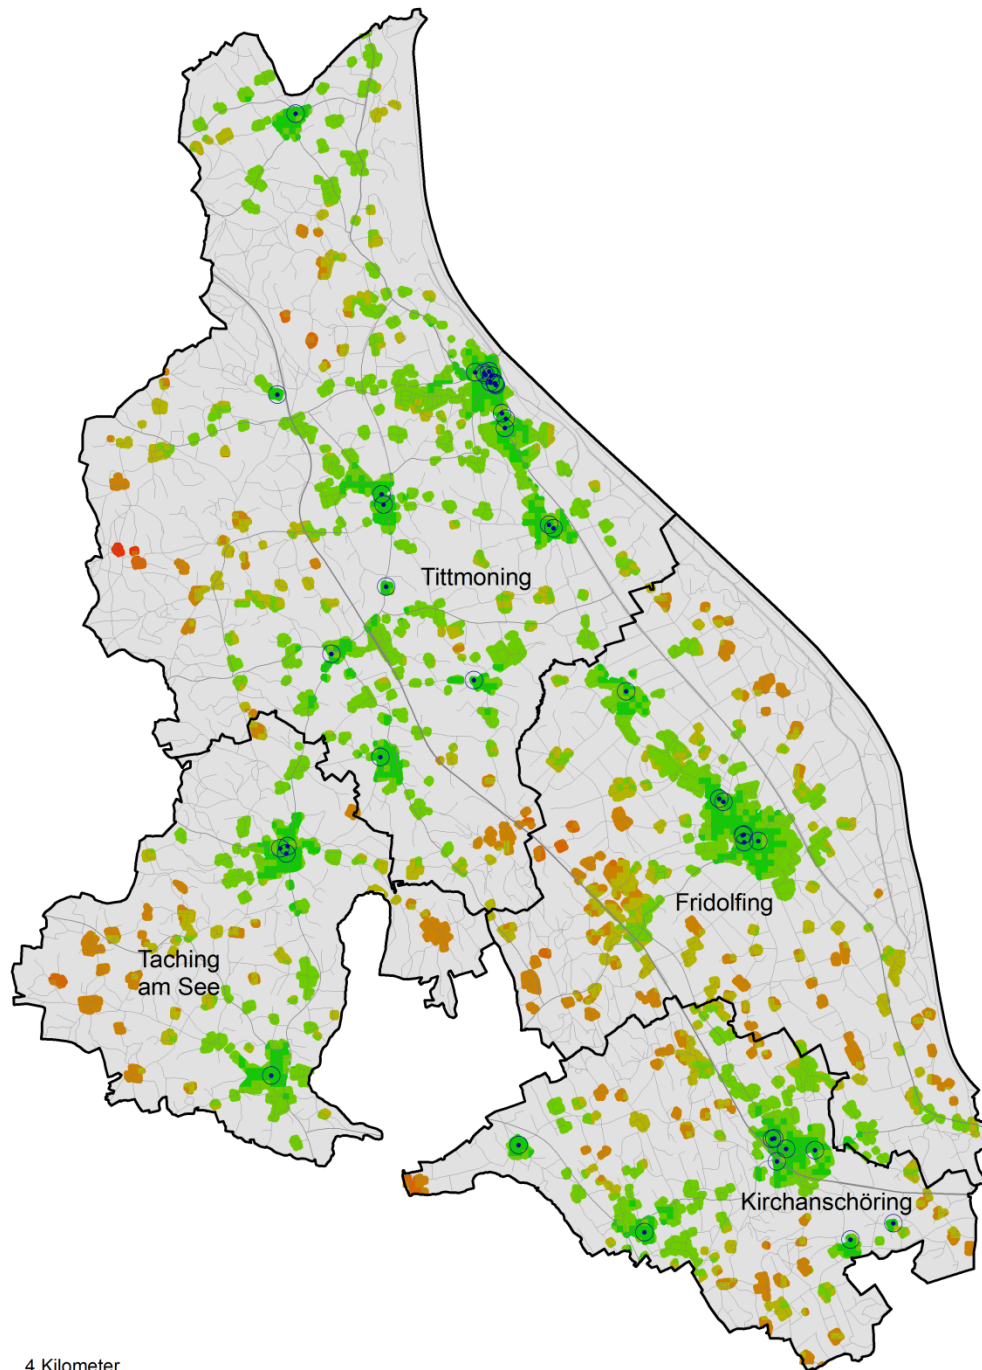 Tittmoning
Fridolfing
Taching
am See
Kirchanschöring
4 Kilometer